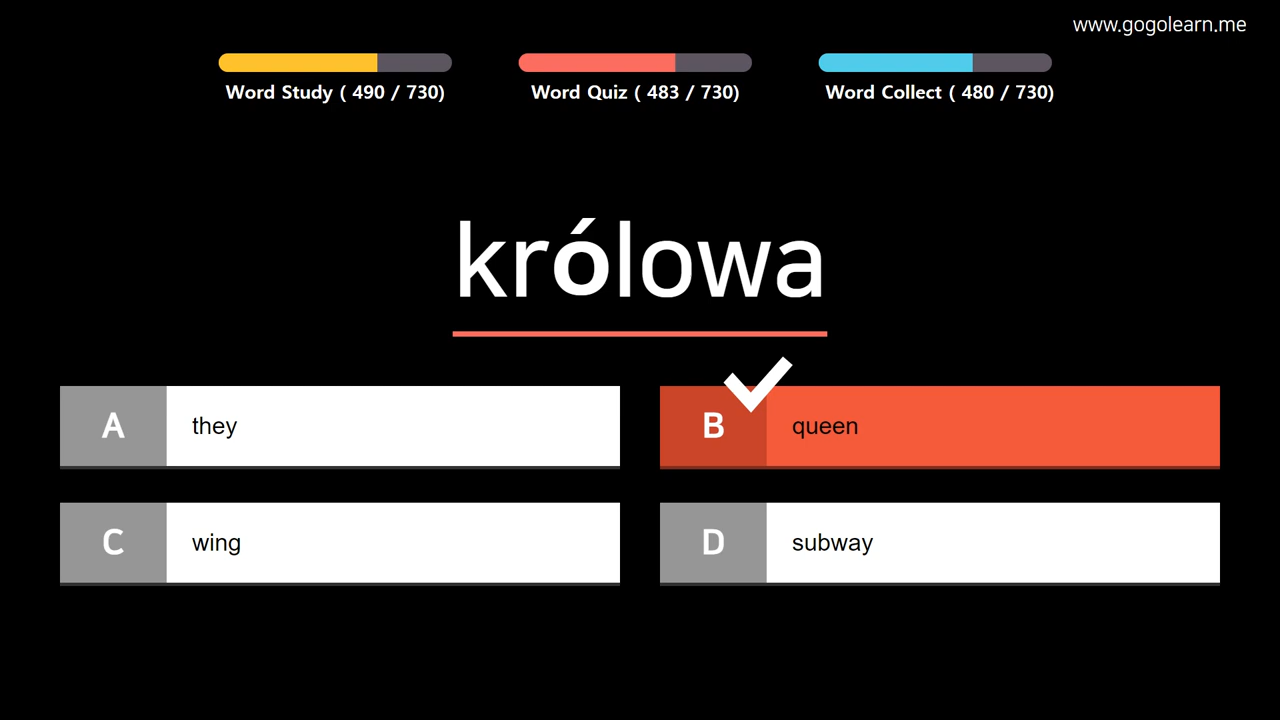 www.gogolearn.me
Word Study ( 490 / 730)
Word Quiz ( 483 / 730)
Word Collect ( 480 / 730)
królowa
A they
B queen
C wing
D subway